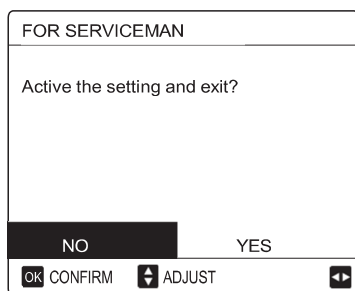 FOR SERVICEMAN
Active the setting and exit?
NO YES
OK CONFIRM ADJUST